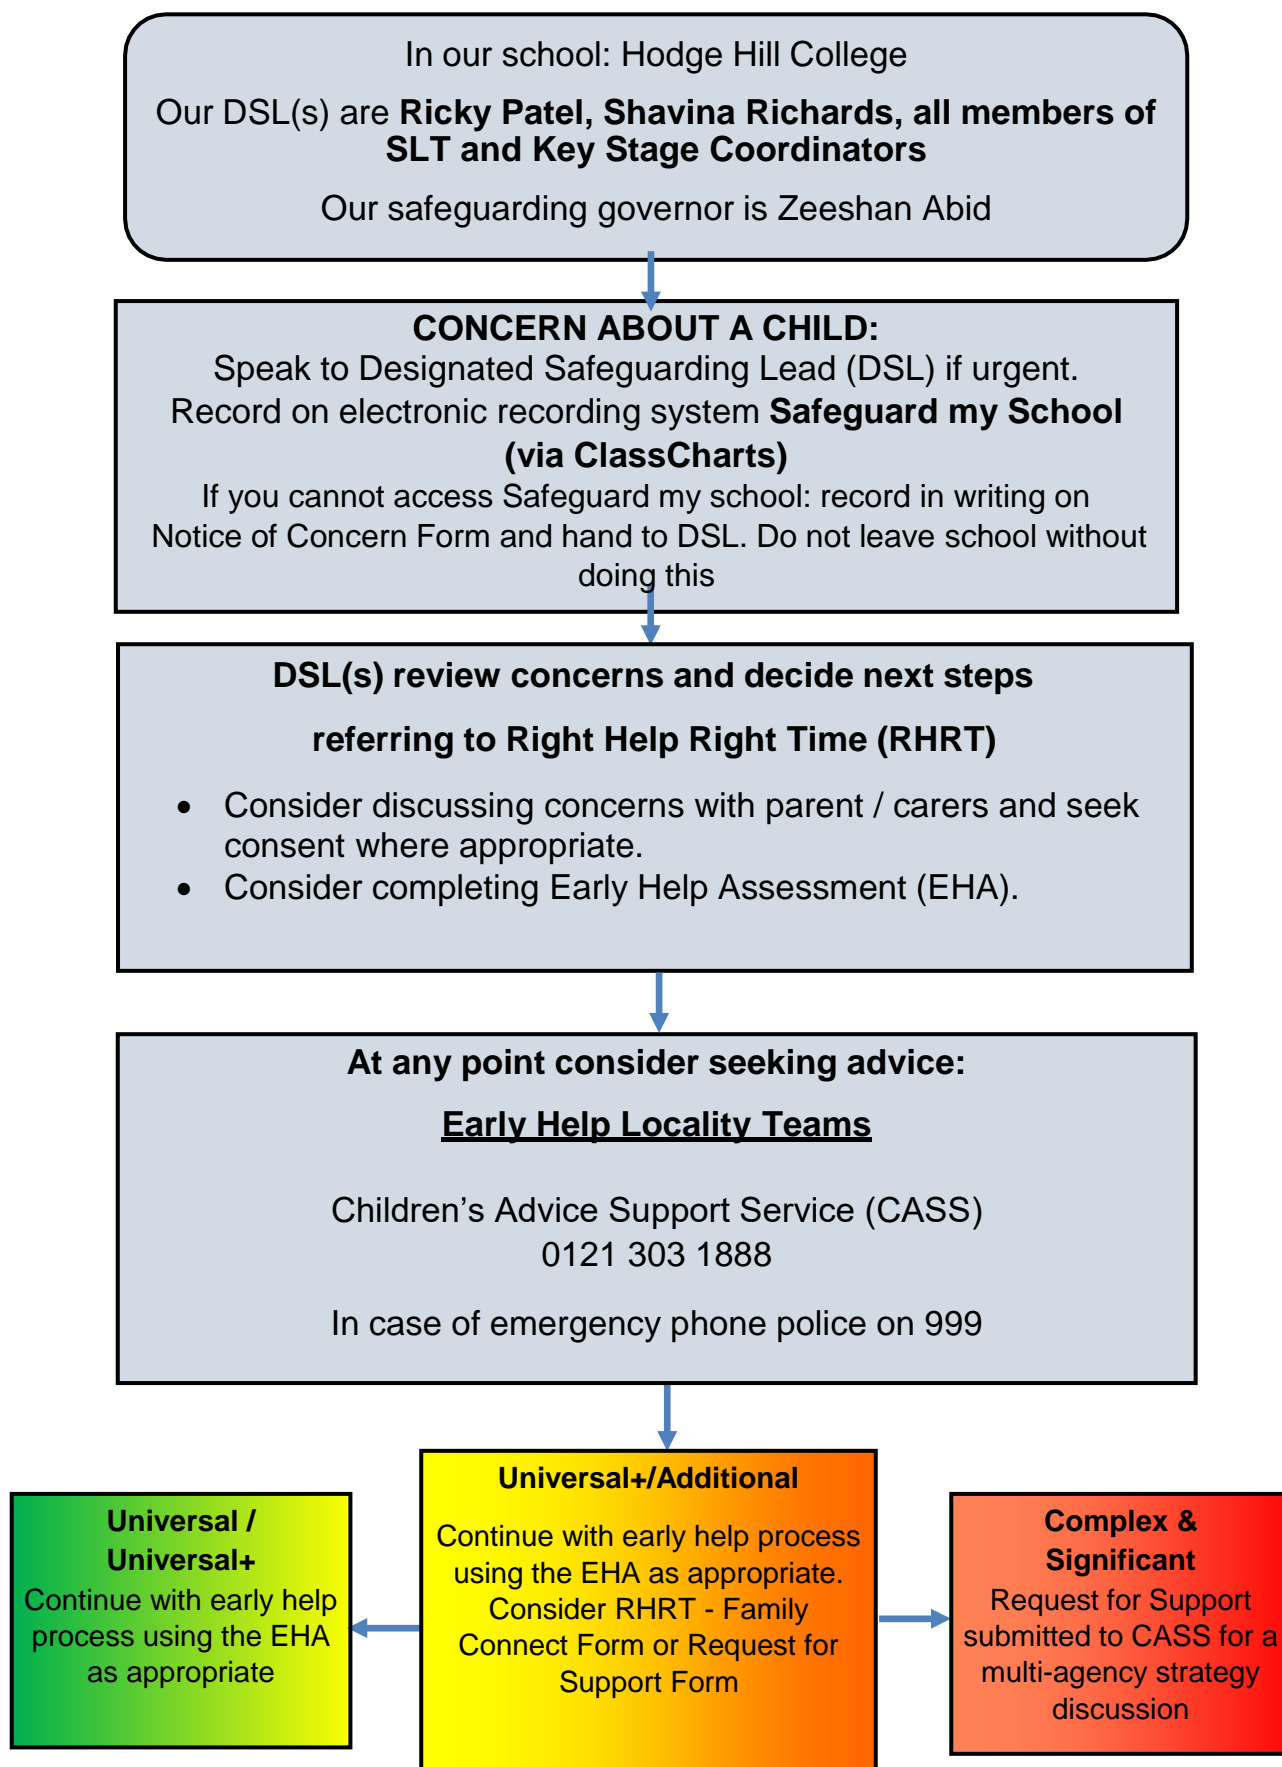 In our school: Hodge Hill College
Our DSL(s) are Ricky Patel, Shavina Richards, all members of
SLT and Key Stage Coordinators
Our safeguarding governor is Zeeshan Abid
CONCERN ABOUT A CHILD:
Speak to Designated Safeguarding Lead (DSL) if urgent.
Record on electronic recording system Safeguard my School
(via ClassCharts)
If you cannot access Safeguard my school: record in writing on
Notice of Concern Form and hand to DSL. Do not leave school without
doing this
DSL(s) review concerns and decide next steps
referring to Right Help Right Time (RHRT)
• Consider discussing concerns with parent / carers and seek
consent where appropriate.
• Consider completing Early Help Assessment (EHA).
At any point consider seeking advice:
Early Help Locality Teams
Children’s Advice Support Service (CASS)
0121 303 1888
In case of emergency phone police on 999
Universal /
Universal+
Continue with early help
process using the EHA
as appropriate
Universal+/Additional
Continue with early help process
using the EHA as appropriate.
Consider RHRT - Family
Connect Form or Request for
Support Form
Complex &
Significant
Request for Support
submitted to CASS for a
multi-agency strategy
discussion